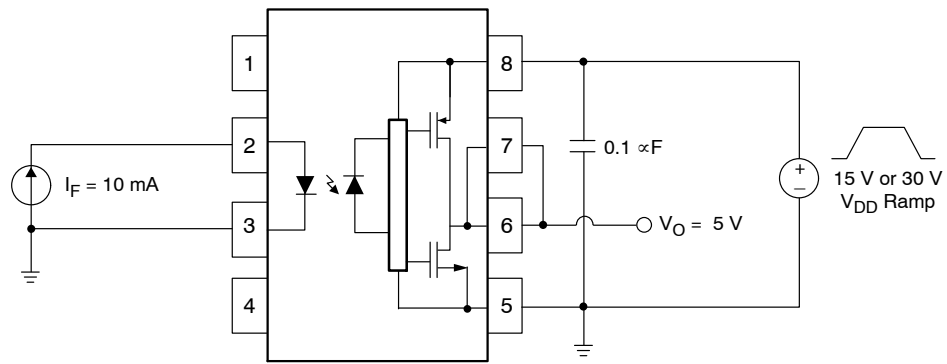 1
2
3
4
8
7
6
5
I_F = 10 mA
0.1 ∝F
V_O = 5 V
+
−
15 V or 30 V
V_DD Ramp